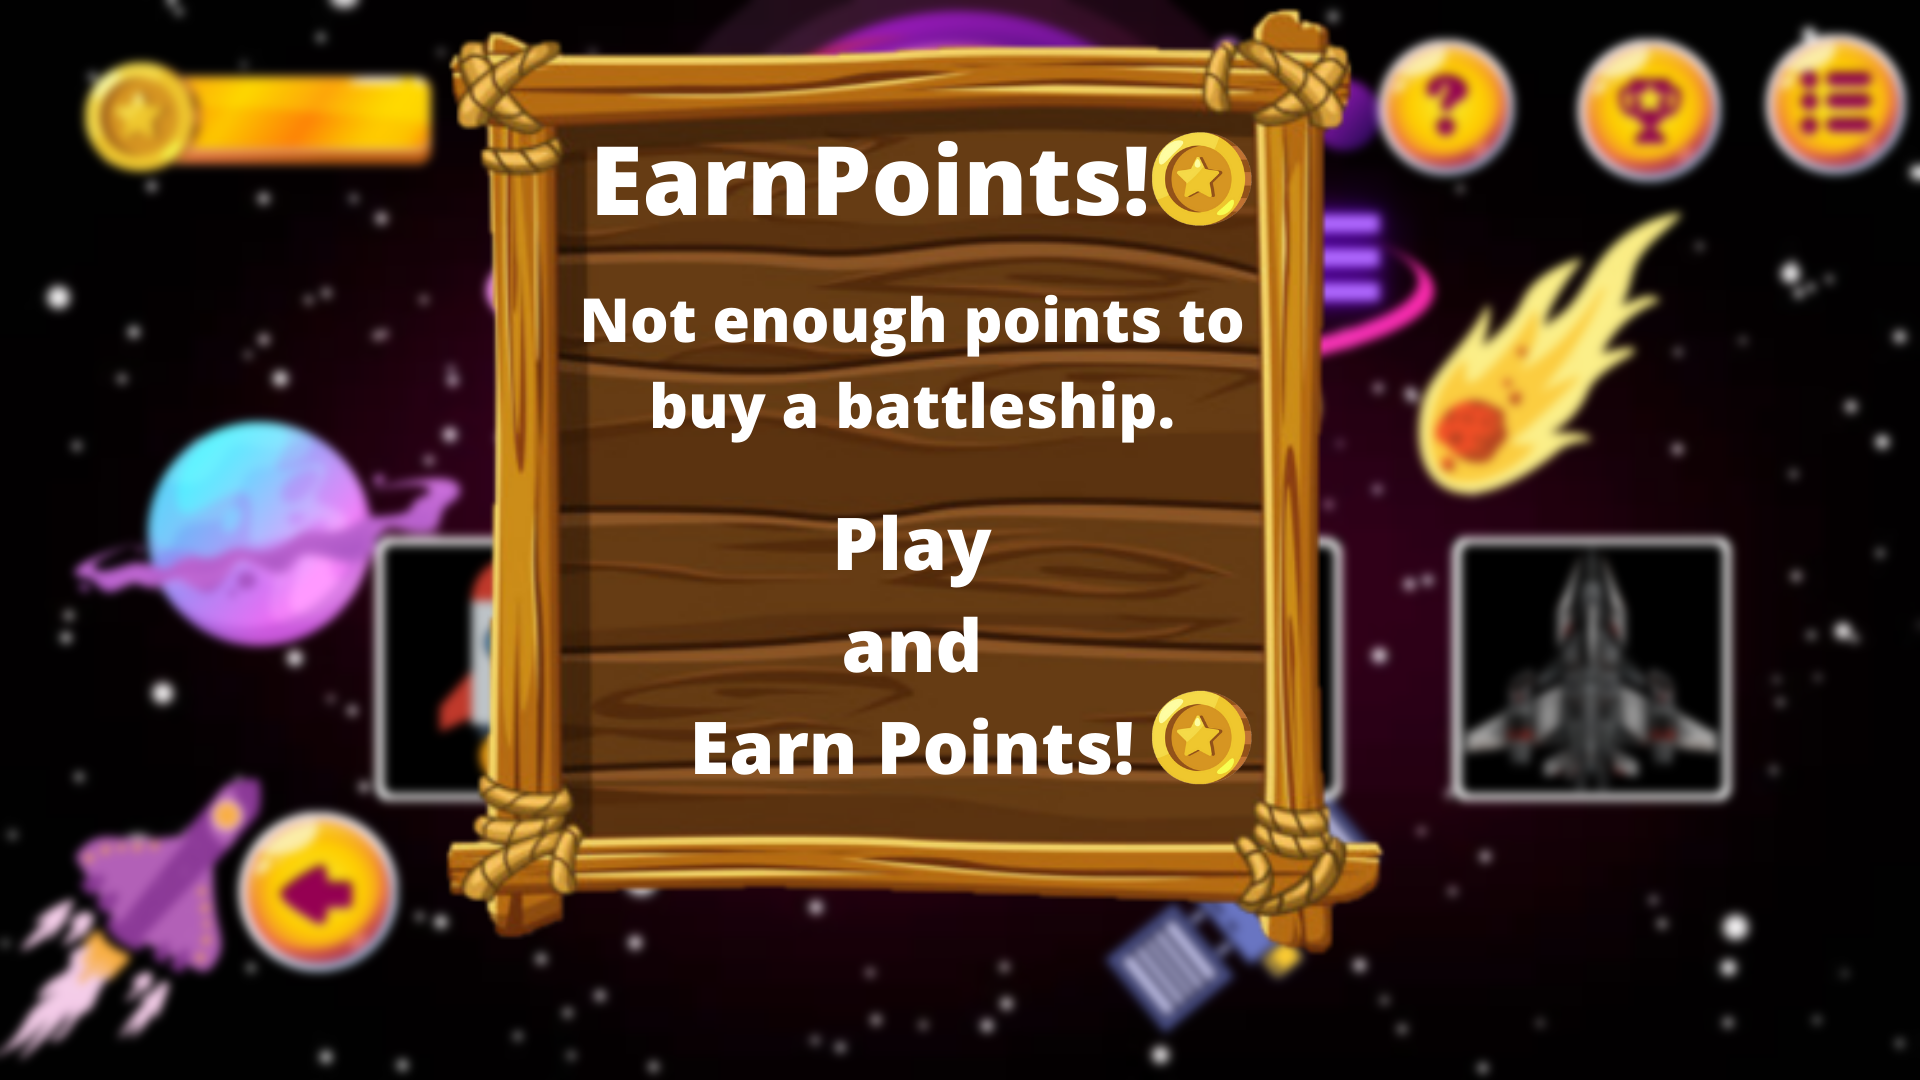 EarnPoints!
Not enough points to
buy a battleship.
Play
and
Earn Points!
?